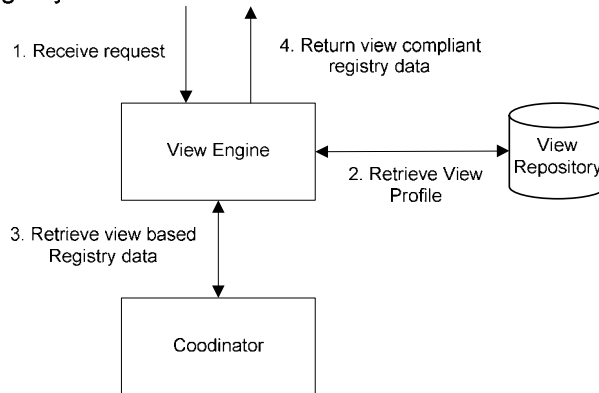 1. Receive request
4. Return view compliant
registry data
View Engine
View
Repository
2. Retrieve View
Profile
3. Retrieve view based
Registry data
Coodinator